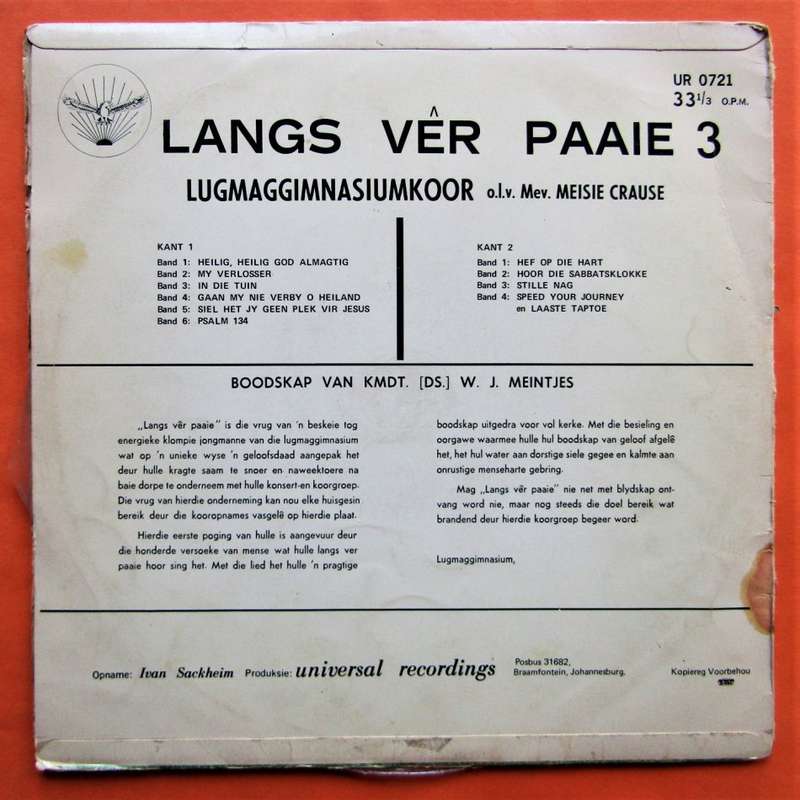 UR 0721
33 1/3 O.P.M.
LANGS VÊR PAAIE 3
LUGMAGGIMNASIUMKOOR o.l.v. Mev. MEISIE CRAUSE
KANT 1
Band 1: HEILIG, HEILIG GOD ALMAGTIG
Band 2: MY VERLOSSER
Band 3: IN DIE TUIN
Band 4: GAAN MY NIE VERBY O HEILAND
Band 5: SIEL HET JY GEEN PLEK VIR JESUS
Band 6: PSALM 134
KANT 2
Band 1: HEF OP DIE HART
Band 2: HOOR DIE SABBATSKLOKKE
Band 3: STILLE NAG
Band 4: SPEED YOUR JOURNEY
en LAASTE TAPTOE
BOODSKAP VAN KMDT. [DS.] W. J. MEINTJES
„Langs vêr paaie" is die vrug van 'n beskeie tog
energieke klompie jongmanne van die lugmaggimnasium
wat op 'n unieke wyse 'n geloofsdaad aangepak het
deur hulle kragte saam te snoer en naweektoere na
baie dorpe te onderneem met hulle konsert-en koorgroep.
Die vrug van hierdie onderneming kan nou elke huisgesin
bereik deur die kooropnames vasgelê op hierdie plaat.
Hierdie eerste poging van hulle is aangevuur deur
die honderde versoeke van mense wat hulle langs ver
paaie hoor sing het. Met die lied het hulle 'n pragtige
boodskap uitgedra voor vol kerke. Met die besieling en
oorgawe waarmee hulle hul boodskap van geloof afgelê
het, het hul water aan dorstige siele gegee en kalmte aan
onrustige menseharte gebring.
Mag „Langs vêr paaie" nie net met blydskap ont-
vang word nie, maar nog steeds die doel bereik wat
brandend deur hierdie koorgroep begeer word.
Lugmaggimnasium,
Opname: Ivan Sackheim Produksie: universal recordings
Posbus 31682,
Braamfontein, Johannesburg.
Kopiereg Voorbehou